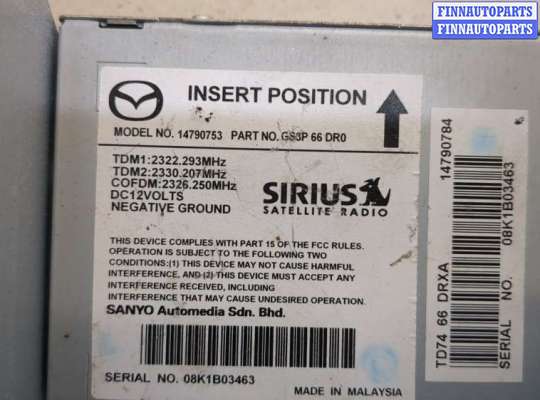 FINNAUTOPARTS
FINNAUTOPARTS
INSERT POSITION
MODEL NO. 14790753 PART NO. GS3P 66 DR0
TDM1:2322.293MHz
TDM2:2330.207MHz
COFDM:2326.250MHz
DC12VOLTS
NEGATIVE GROUND
SIRIUS
SATELLITE RADIO
THIS DEVICE COMPLIES WITH PART 15 OF THE FCC RULES.
OPERATION IS SUBJECT TO THE FOLLOWING TWO
CONDITIONS:(1) THIS DEVICE MAY NOT CAUSE HARMFUL
INTERFERENCE, AND (2) THIS DEVICE MUST ACCEPT ANY
INTERFERENCE RECEIVED, INCLUDING
INTERFERENCE THAT MAY CAUSE UNDESIRED OPERATION.
SANYO Automedia Sdn. Bhd.
SERIAL NO. 08K1B03463
MADE IN MALAYSIA
TD74 66 DRXA 14790784
SERIAL NO. 08K1B03463